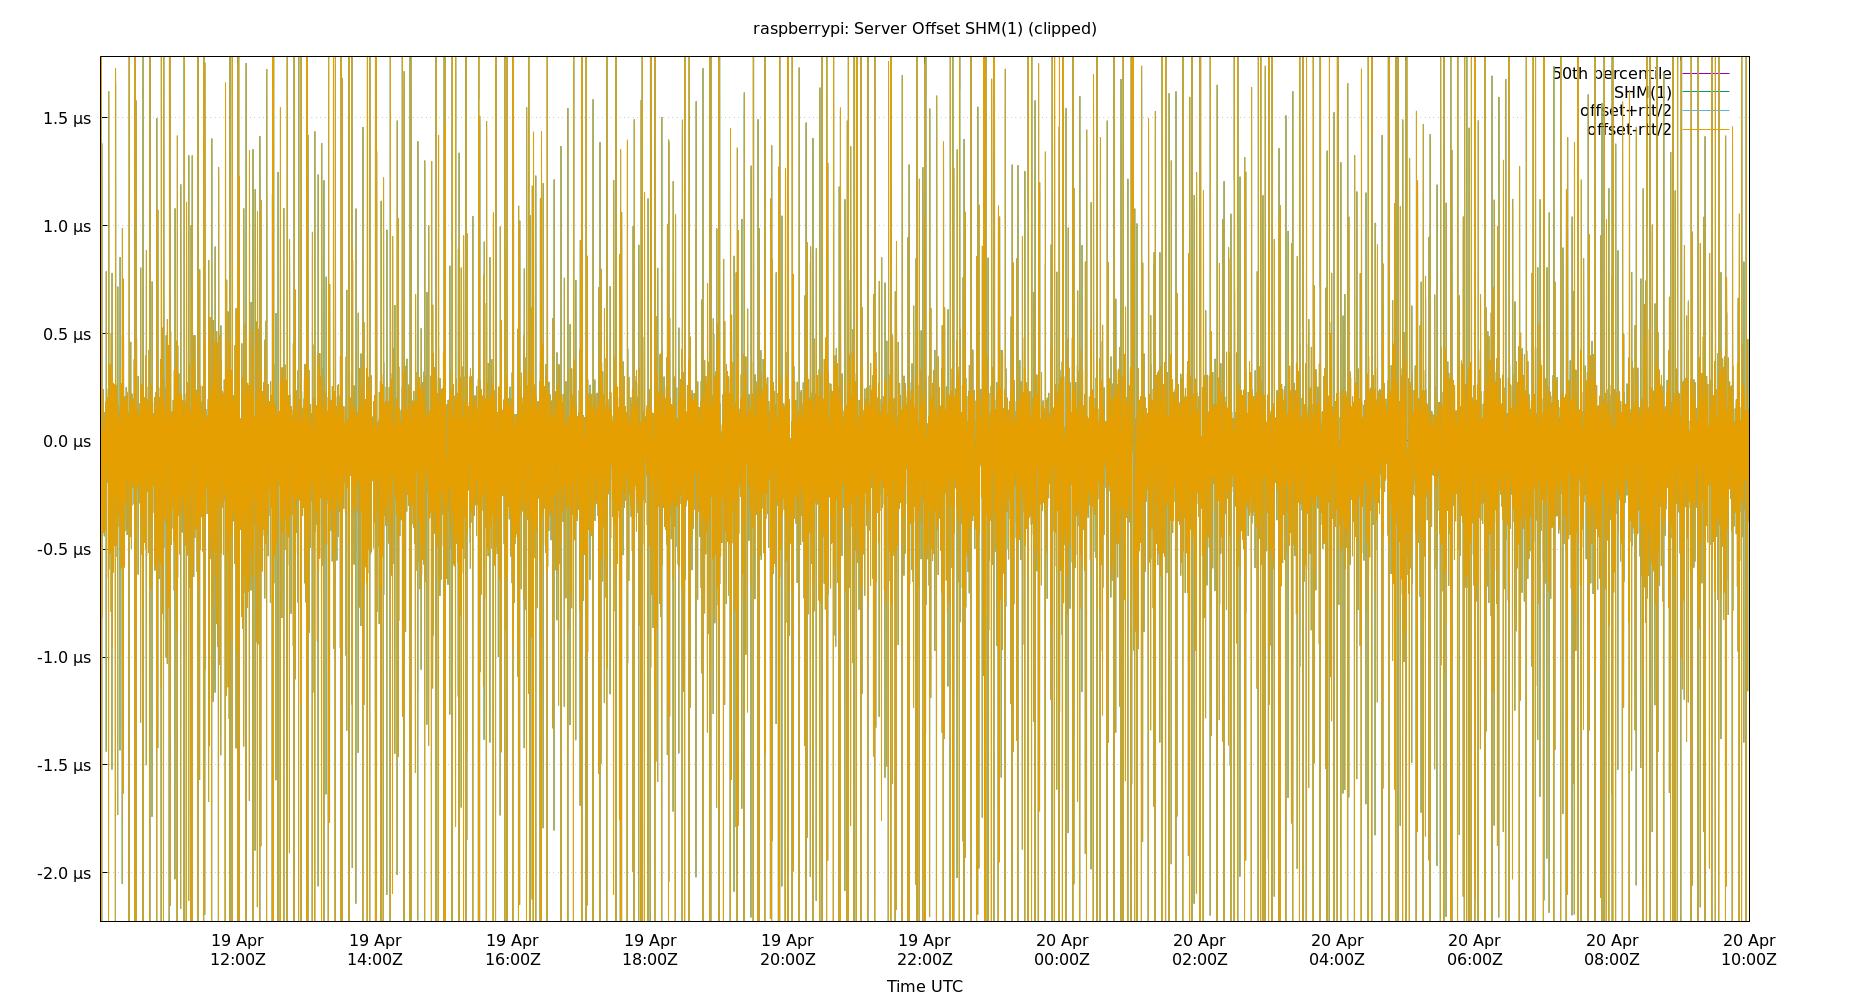 raspberrypi: Server Offset SHM(1) (clipped)
50th percentile
SHM(1)
offset+rtt/2
offset-rtt/2
1.5 µs
1.0 µs
0.5 µs
0.0 µs
-0.5 µs
-1.0 µs
-1.5 µs
-2.0 µs
19 Apr 19 Apr 19 Apr 19 Apr 19 Apr 19 Apr 20 Apr 20 Apr 20 Apr 20 Apr 20 Apr 20 Apr
12:00Z 14:00Z 16:00Z 18:00Z 20:00Z 22:00Z 00:00Z 02:00Z 04:00Z 06:00Z 08:00Z 10:00Z
Time UTC